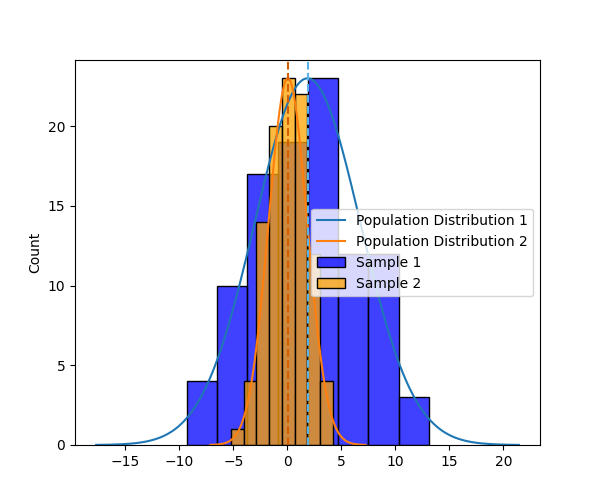 Count
20
15
10
5
0
Population Distribution 1
Population Distribution 2
Sample 1
Sample 2
−15 −10 −5 0 5 10 15 20